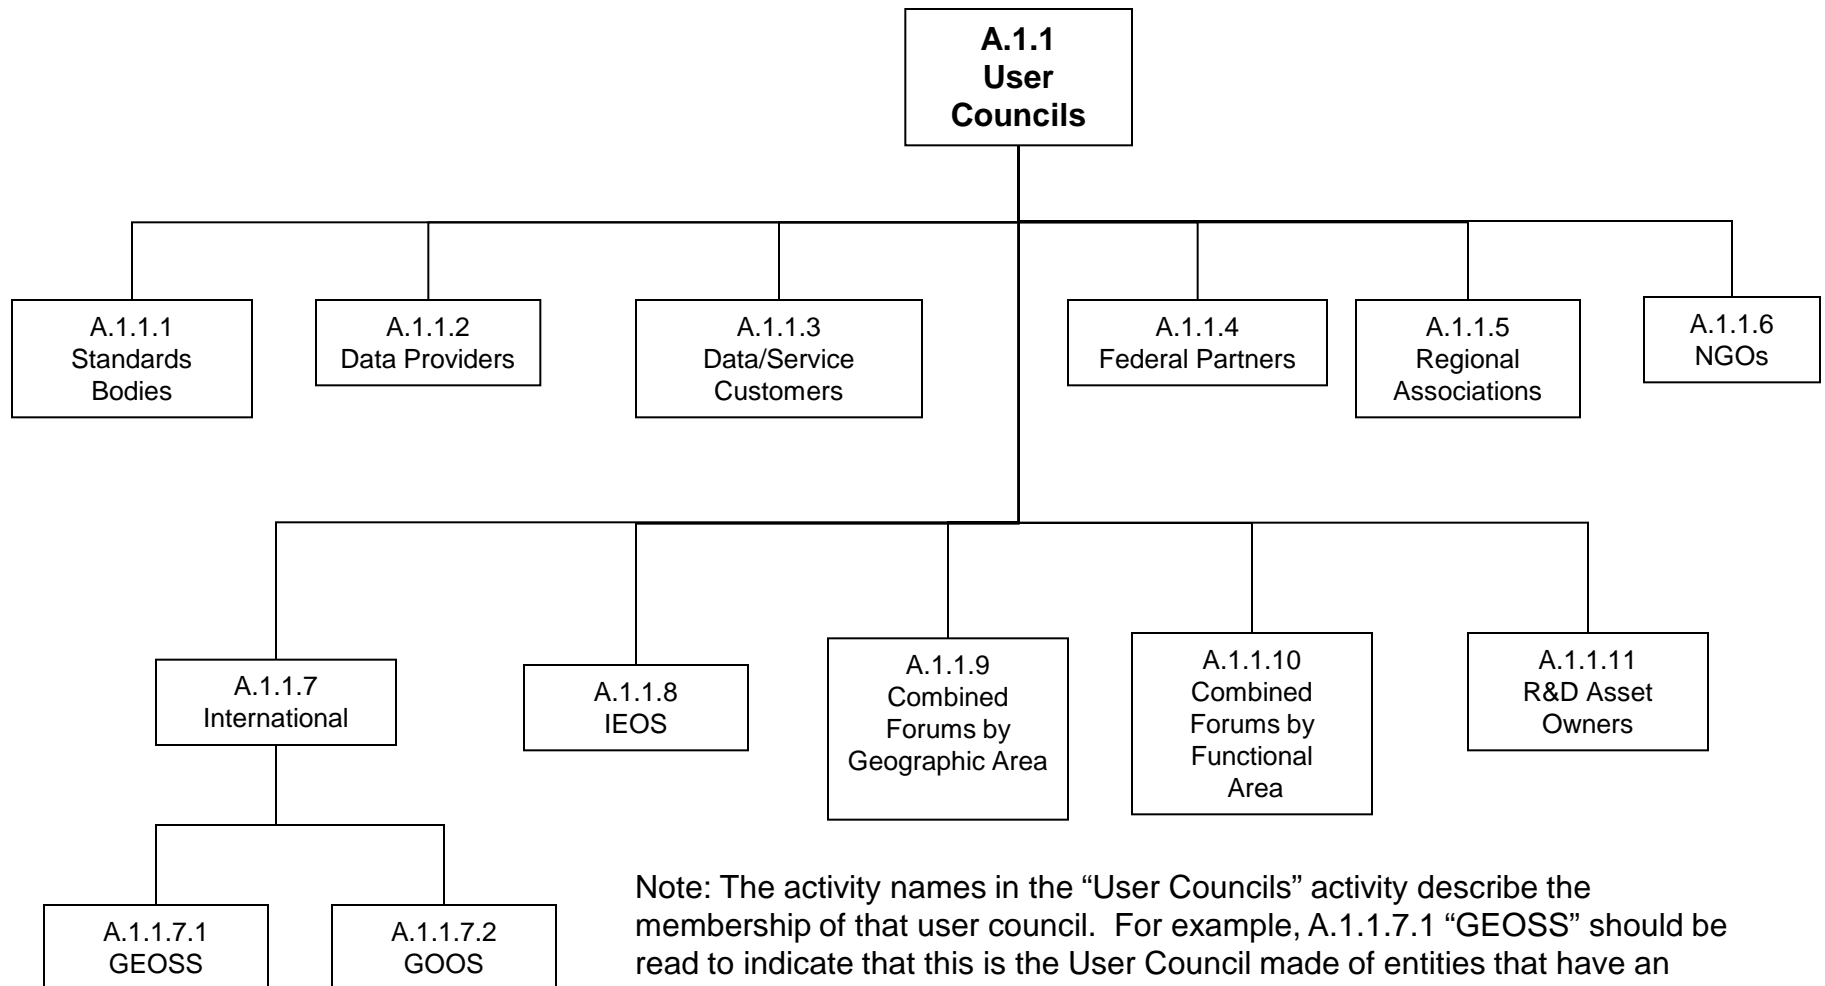 A.1.1
User
Councils
A.1.1.1
Standards
Bodies
A.1.1.2
Data Providers
A.1.1.3
Data/Service
Customers
A.1.1.4
Federal Partners
A.1.1.5
Regional
Associations
A.1.1.6
NGOs
A.1.1.7
International
A.1.1.8
IEOS
A.1.1.9
Combined
Forums by
Geographic Area
A.1.1.10
Combined
Forums by
Functional
Area
A.1.1.11
R&D Asset
Owners
A.1.1.7.1
GEOSS
A.1.1.7.2
GOOS
Note: The activity names in the “User Councils” activity describe the
membership of that user council.  For example, A.1.1.7.1 “GEOSS” should be
read to indicate that this is the User Council made of entities that have an